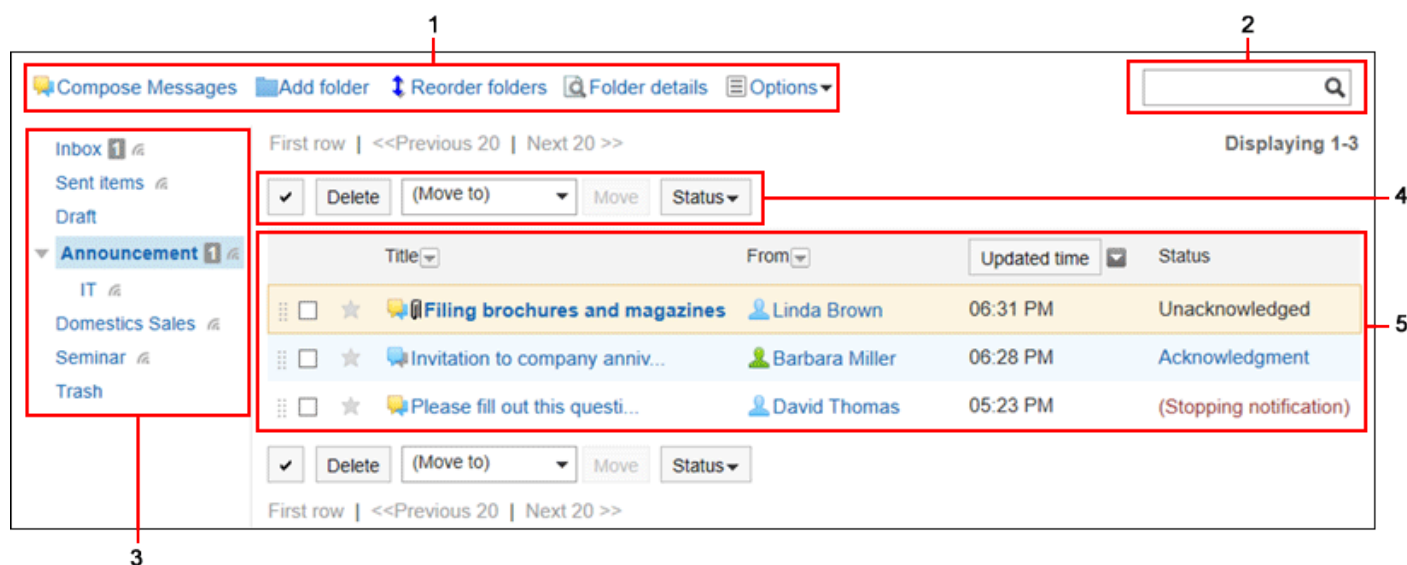 1 2
Compose Messages Add folder Reorder folders Folder details Options
Inbox 1
Sent items
Draft
Announcement 1
IT
Domestics Sales
Seminar
Trash
First row | <<Previous 20 | Next 20 >> Displaying 1-3
Delete (Move to) Move Status
4
Title From Updated time Status
Filing brochures and magazines Linda Brown 06:31 PM Unacknowledged
5
Invitation to company anniv... Barbara Miller 06:28 PM Acknowledgment
Please fill out this questi... David Thomas 05:23 PM (Stopping notification)
Delete (Move to) Move Status
First row | <<Previous 20 | Next 20 >>
3